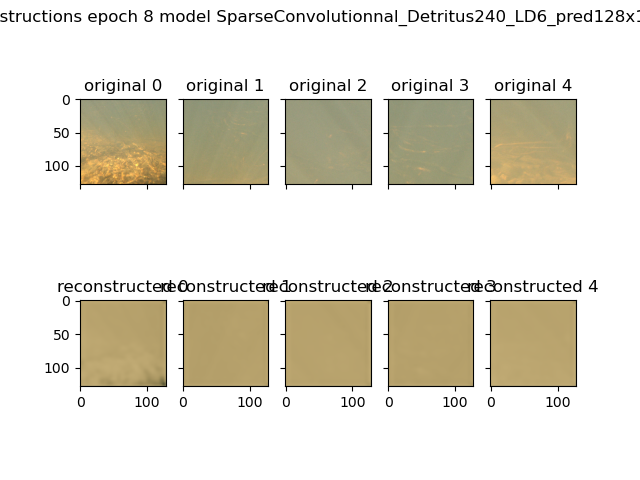 structions epoch 8 model SparseConvolutionnal_Detritus240_LD6_pred128x1
original 0 original 1 original 2 original 3 original 4
0
50
100
reconstructed 0 reconstructed 1 reconstructed 2 reconstructed 3 reconstructed 4
0
50
100
0 100 0 100 0 100 0 100 0 100